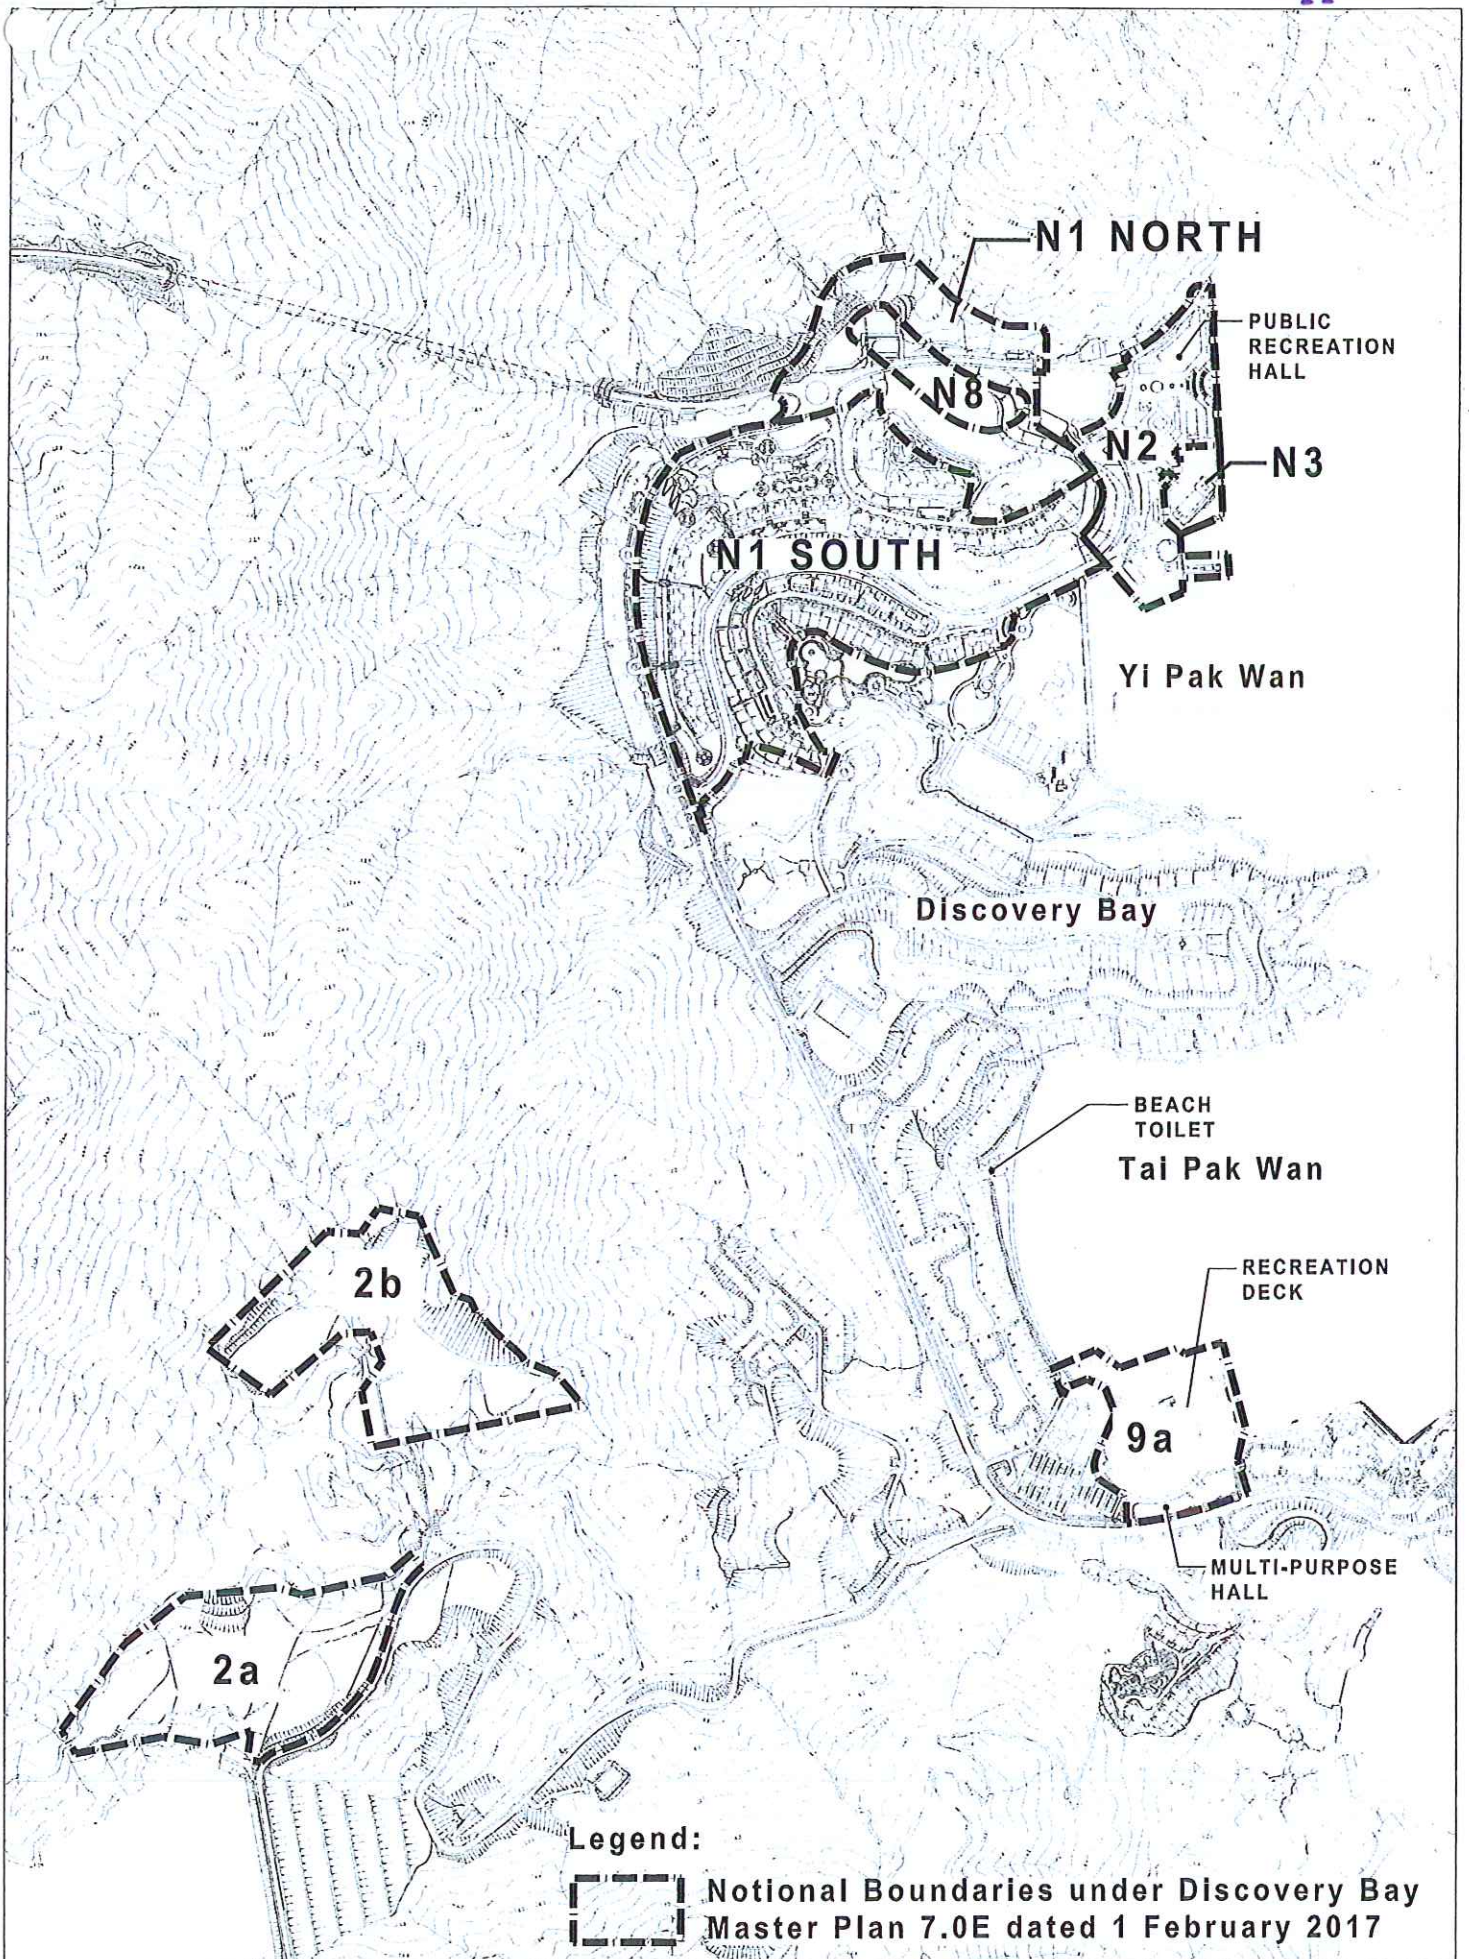 N1 NORTH
PUBLIC
RECREATION
HALL
N8
N2
N3
N1 SOUTH
Yi Pak Wan
Discovery Bay
BEACH
TOILET
Tai Pak Wan
2b
RECREATION
DECK
9a
MULTI-PURPOSE
HALL
2a
Legend:
Notional Boundaries under Discovery Bay
Master Plan 7.0E dated 1 February 2017